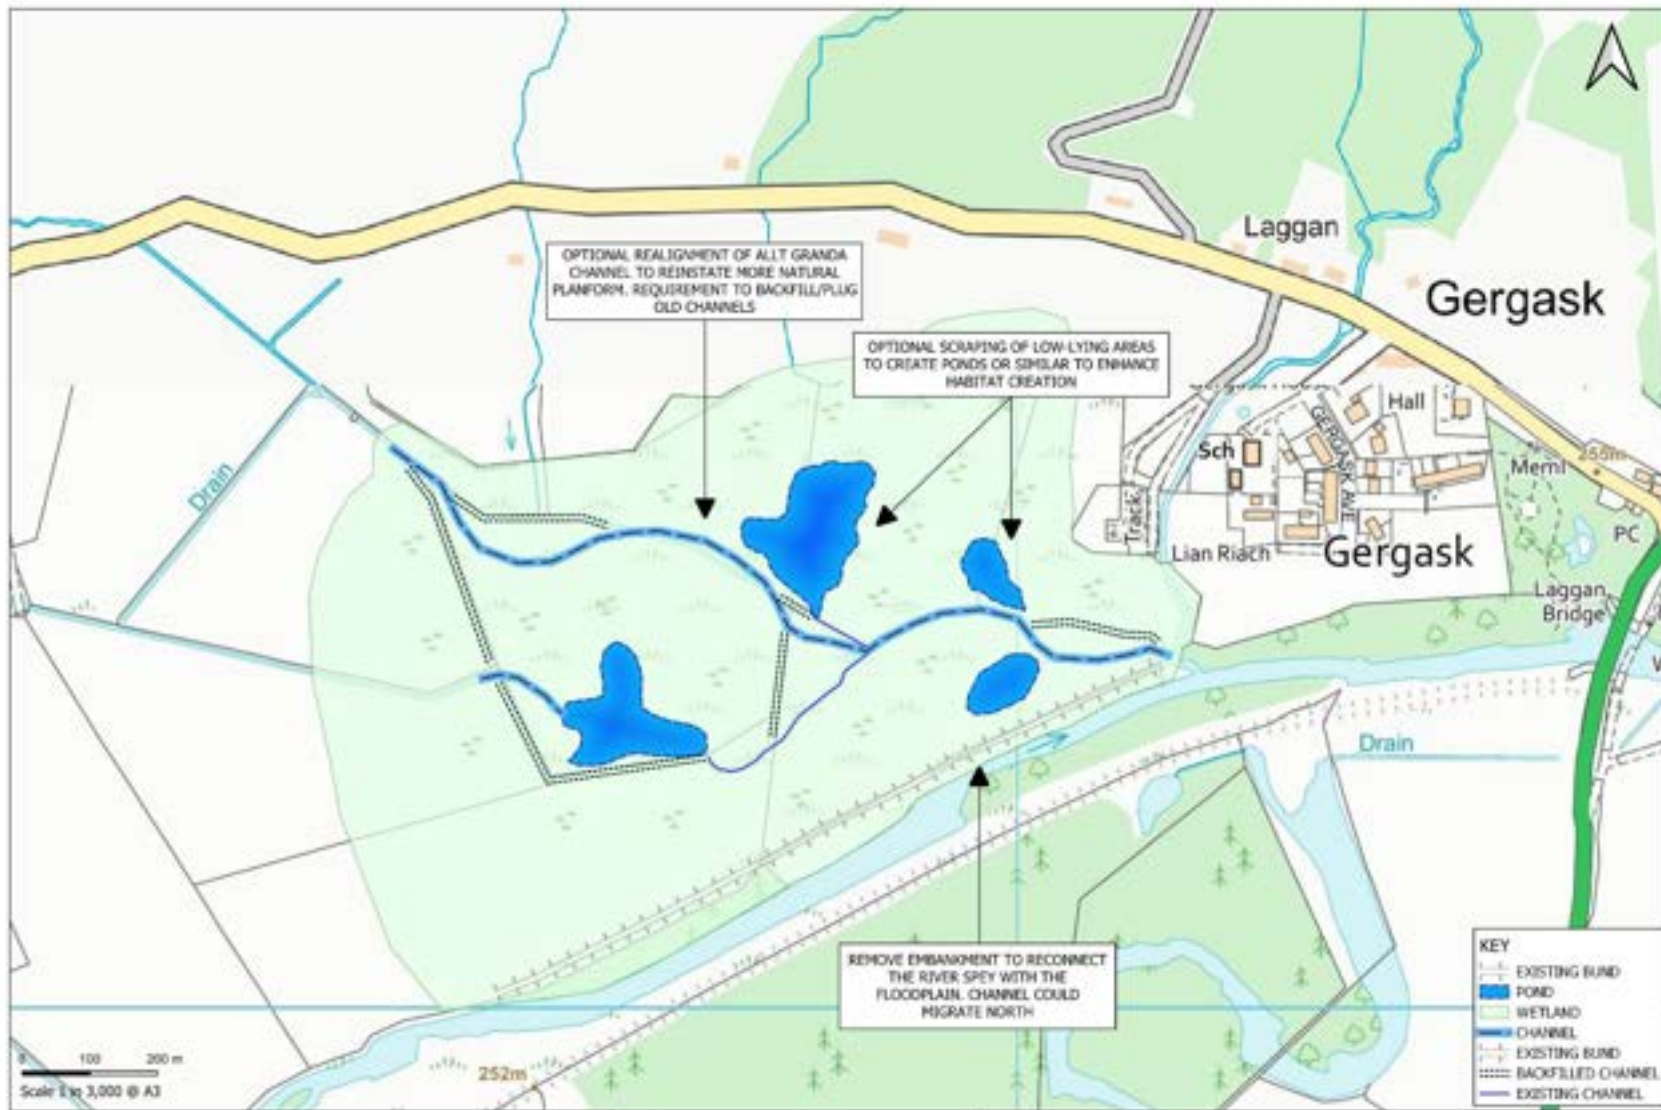 Laggan
Gergask
OPTIONAL REALIGNMENT OF ALLT GRANDA
CHANNEL TO REINSTATE MORE NATURAL
PLANFORM. REQUIREMENT TO BACKFILL/PLUG
OLD CHANNELS
OPTIONAL SCRAPING OF LOW-LYING AREAS
TO CREATE PONDS OR SIMILAR TO ENHANCE
HABITAT CREATION
Hall
GERGASK AVE
Sch
Drain
Meml
255m
Track
PC
Lian Riach
Gergask
Laggan
Bridge
Drain
REMOVE EMBANKMENT TO RECONNECT
THE RIVER SPEY WITH THE
FLOODPLAIN. CHANNEL COULD
MIGRATE NORTH
KEY
EXISTING BUND
POND
WETLAND
CHANNEL
EXISTING BUND
BACKFILLED CHANNEL
EXISTING CHANNEL
252m
0 100 200 m
Scale 1 in 3,000 @ A3